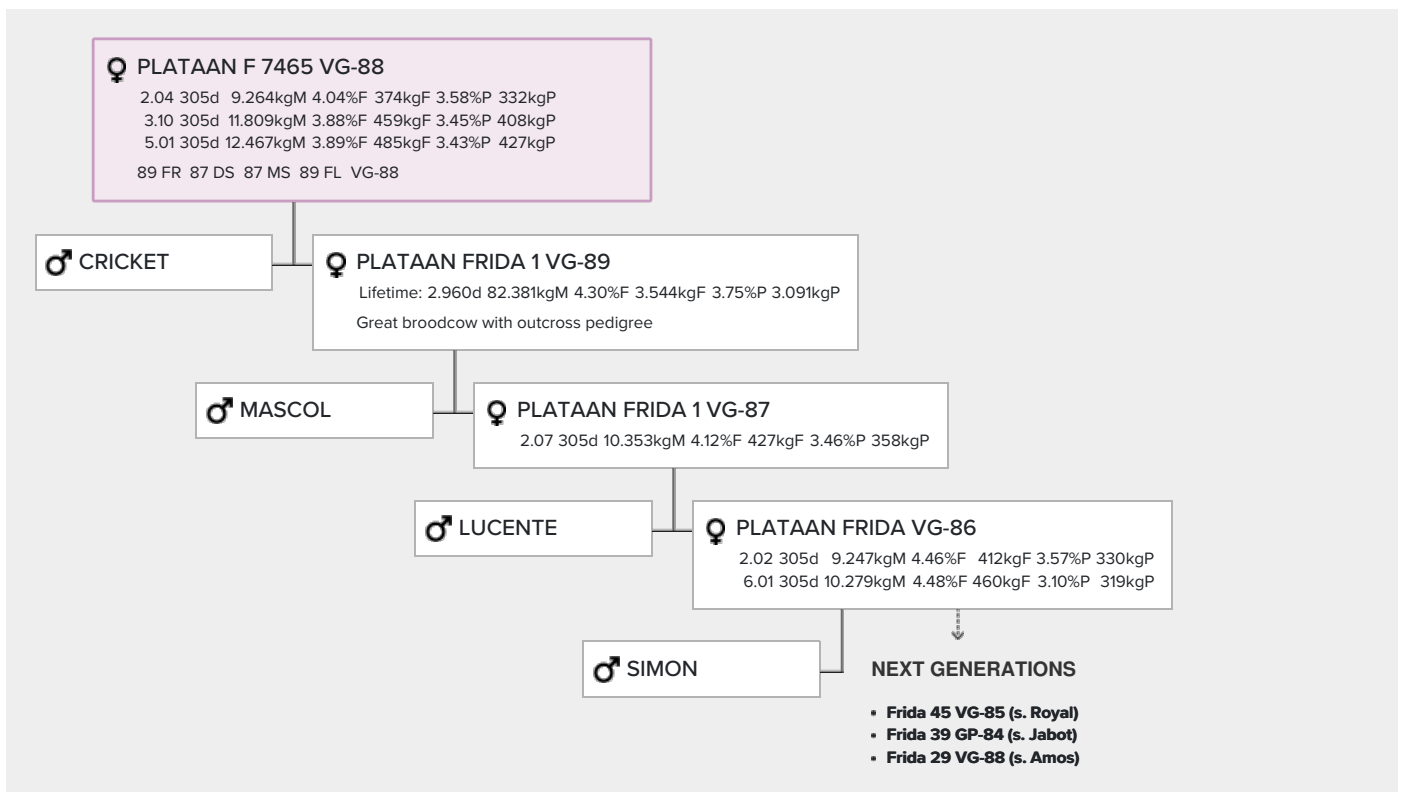 PLATAAN F 7465 VG-88
2.04 305d 9.264kgM 4.04%F 374kgF 3.58%P 332kgP
3.10 305d 11.809kgM 3.88%F 459kgF 3.45%P 408kgP
5.01 305d 12.467kgM 3.89%F 485kgF 3.43%P 427kgP
89 FR 87 DS 87 MS 89 FL VG-88
CRICKET
PLATAAN FRIDA 1 VG-89
Lifetime: 2.960d 82.381kgM 4.30%F 3.544kgF 3.75%P 3.091kgP
Great broodcow with outcross pedigree
MASCOL
PLATAAN FRIDA 1 VG-87
2.07 305d 10.353kgM 4.12%F 427kgF 3.46%P 358kgP
LUCENTE
PLATAAN FRIDA VG-86
2.02 305d 9.247kgM 4.46%F 412kgF 3.57%P 330kgP
6.01 305d 10.279kgM 4.48%F 460kgF 3.10%P 319kgP
SIMON
NEXT GENERATIONS
• Frida 45 VG-85 (s. Royal)
• Frida 39 GP-84 (s. Jabot)
• Frida 29 VG-88 (s. Amos)